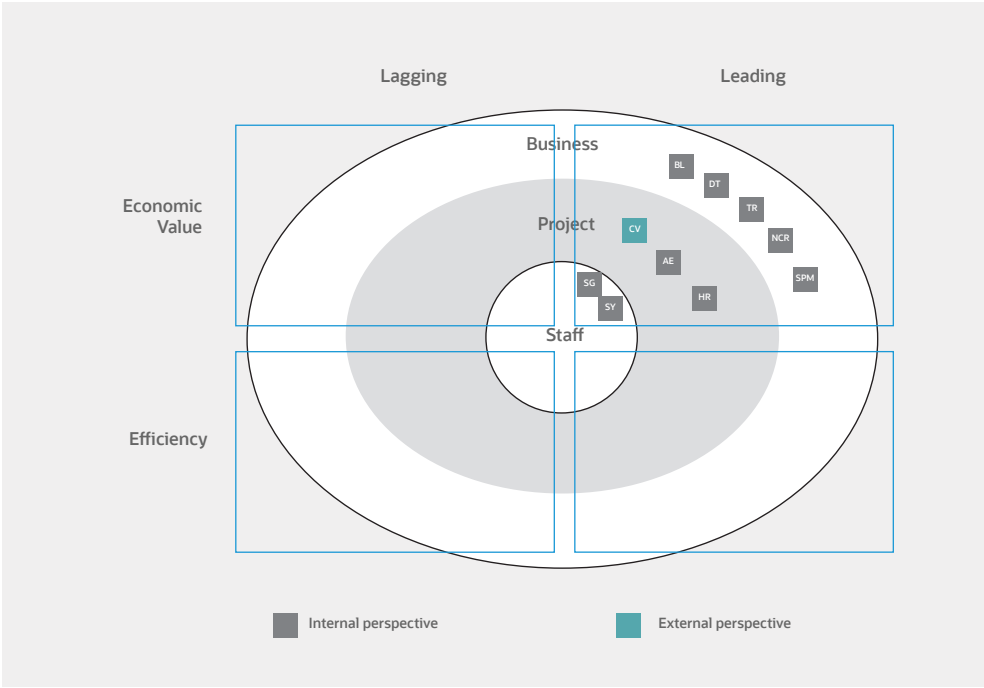 Lagging
Leading
Business
BL
DT
Economic
Value
TR
Project
CV
NCR
AE
SPM
SG
HR
SY
Staff
Efficiency
Internal perspective
External perspective